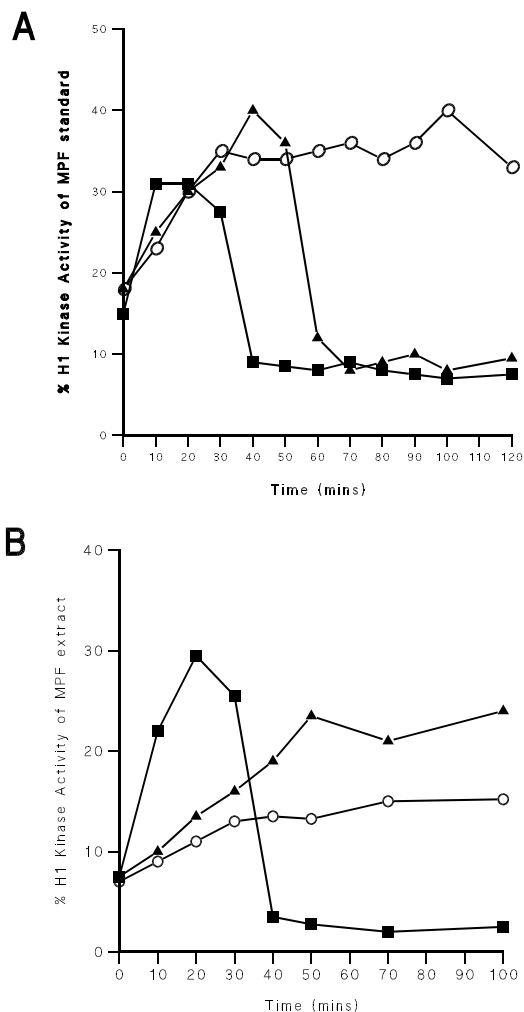 A
50
40
30
20
10
0
% H1 Kinase Activity of MPF standard
0 10 20 30 40 50 60 70 80 90 100 110 120
Time (mins)
B
40
30
20
10
0
% H1 Kinase Activity of MPF extract
0 10 20 30 40 50 60 70 80 90 100
Time (mins)